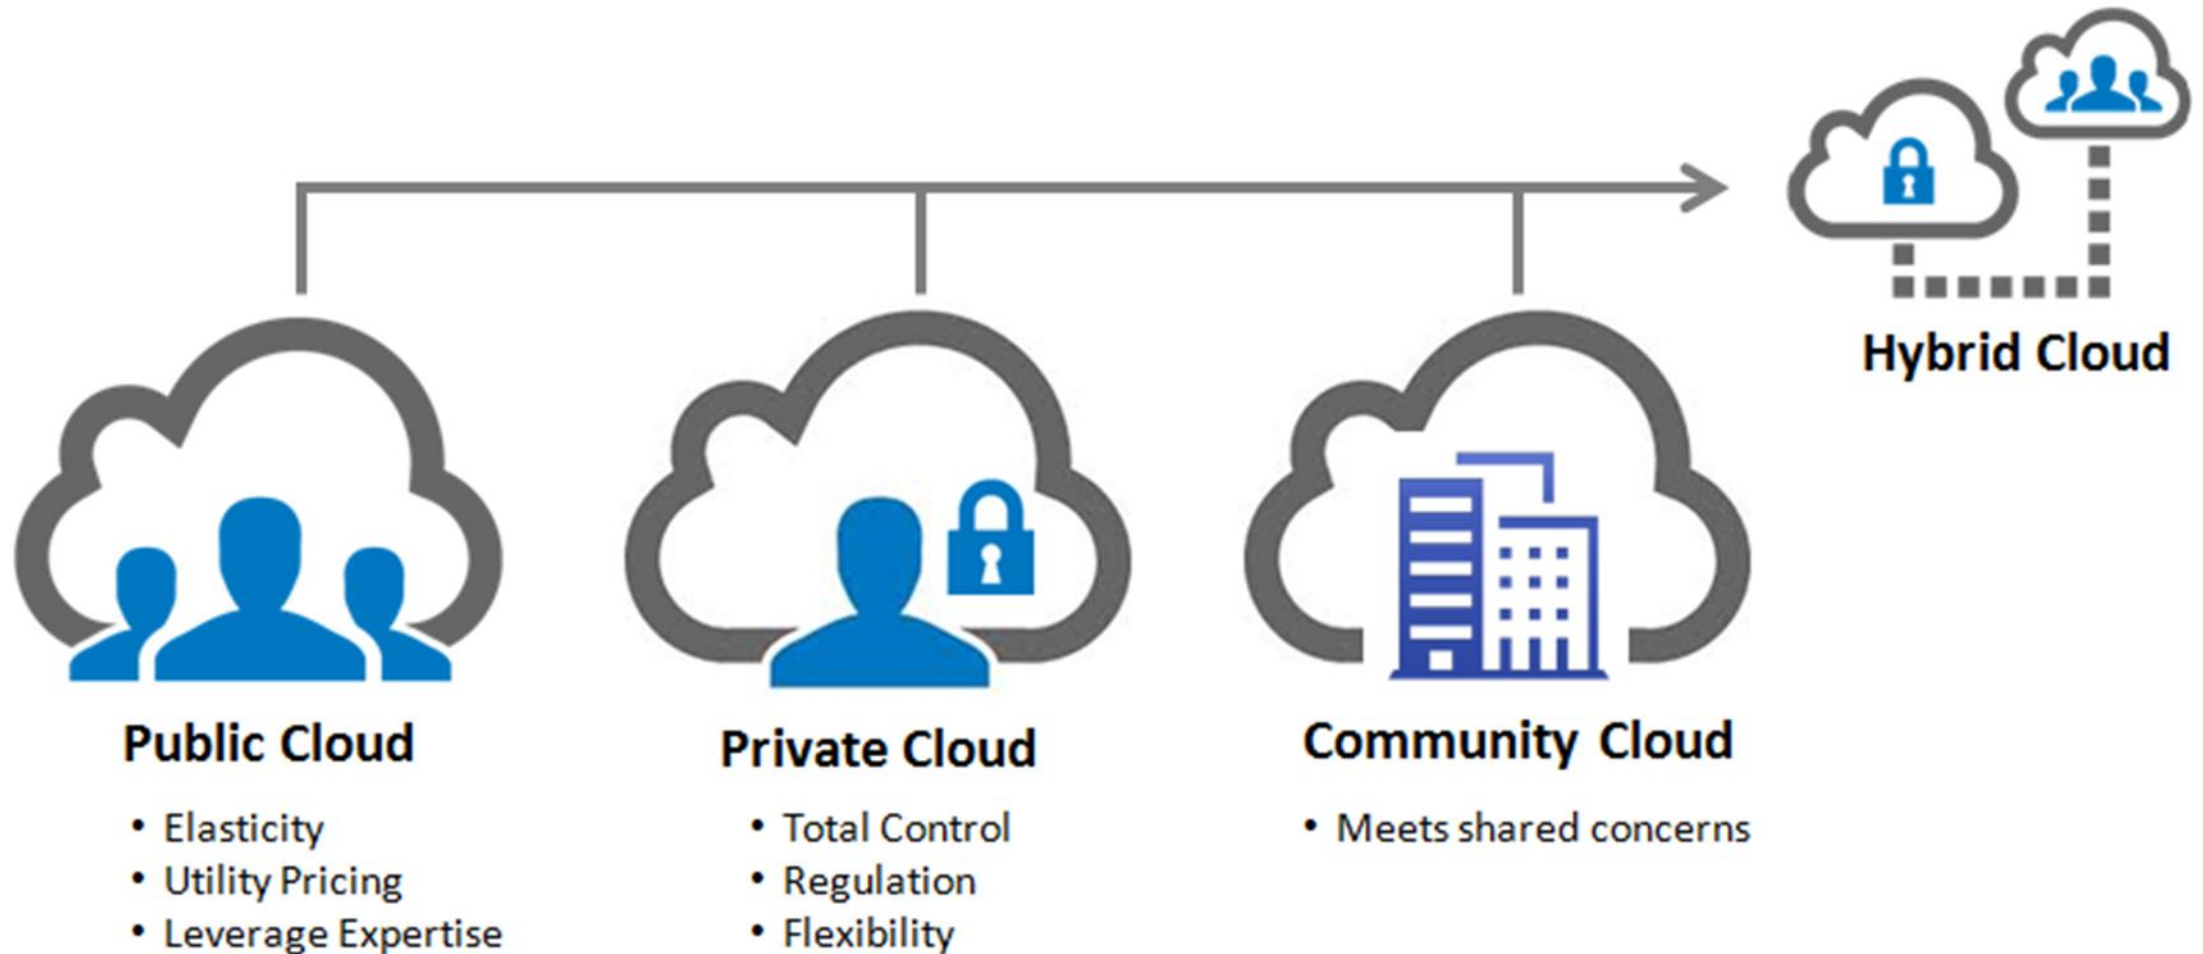 Hybrid Cloud
Public Cloud
• Elasticity
• Utility Pricing
• Leverage Expertise
Private Cloud
• Total Control
• Regulation
• Flexibility
Community Cloud
• Meets shared concerns